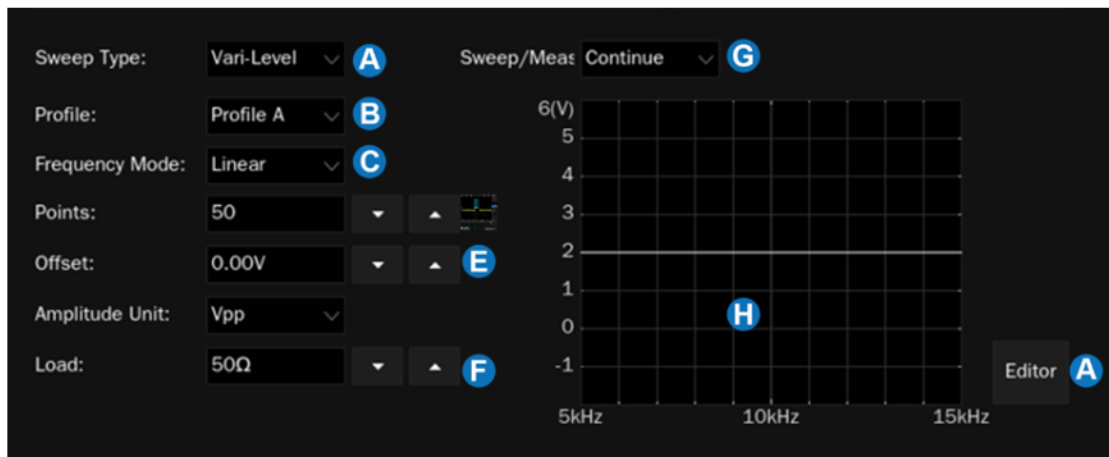 Sweep Type: Vari-Level A Sweep/Meas Continue G
Profile: Profile A B
Frequency Mode: Linear C
Points: 50
Offset: 0.00V E
Amplitude Unit: Vpp
Load: 50Ω F
6(V)
5
4
3
2
1
0
-1
H
5kHz 10kHz 15kHz
Editor A